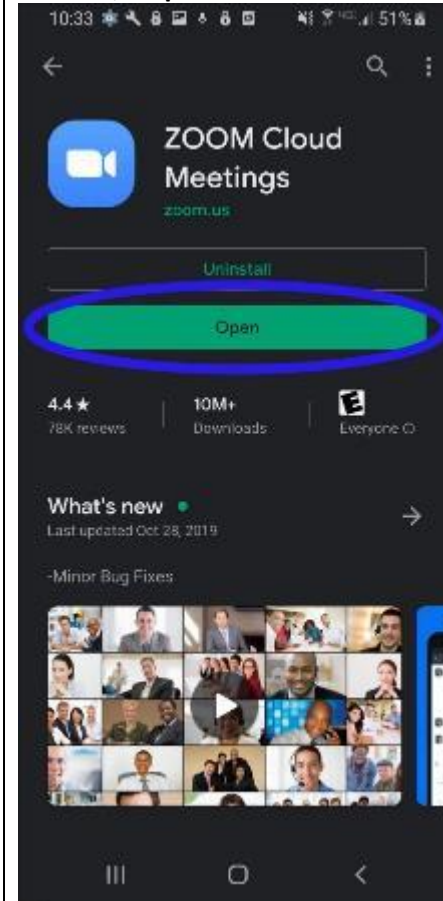 10:33 51%
ZOOM Cloud
Meetings
zoom.us
Uninstall
Open
4.4★ 10M+ E
78K reviews Downloads Everyone
What's new
Last updated Oct 28, 2019
-Minor Bug Fixes